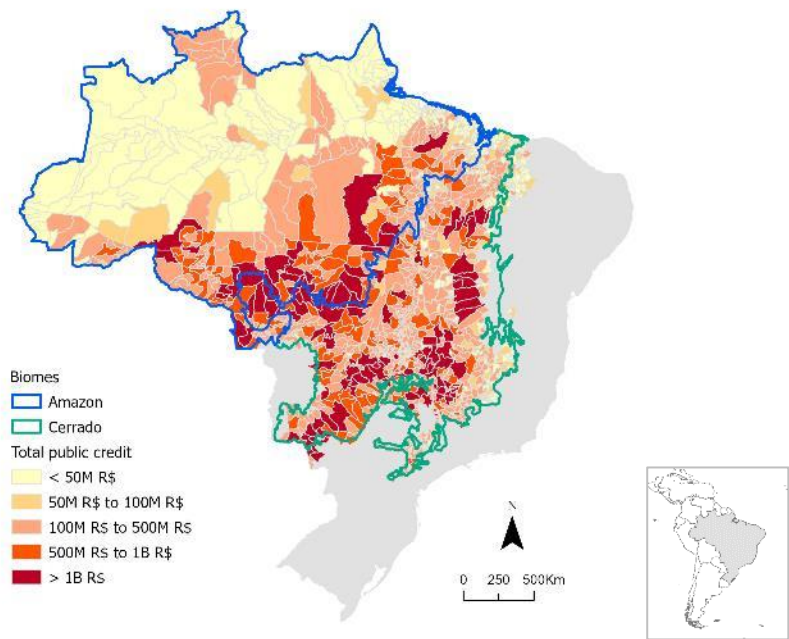 Biomes
Amazon
Cerrado
Total public credit
< 50M R$
50M R$ to 100M R$
100M R$ to 500M R$
500M R$ to 1B R$
> 1B R$
N
0 250 500Km